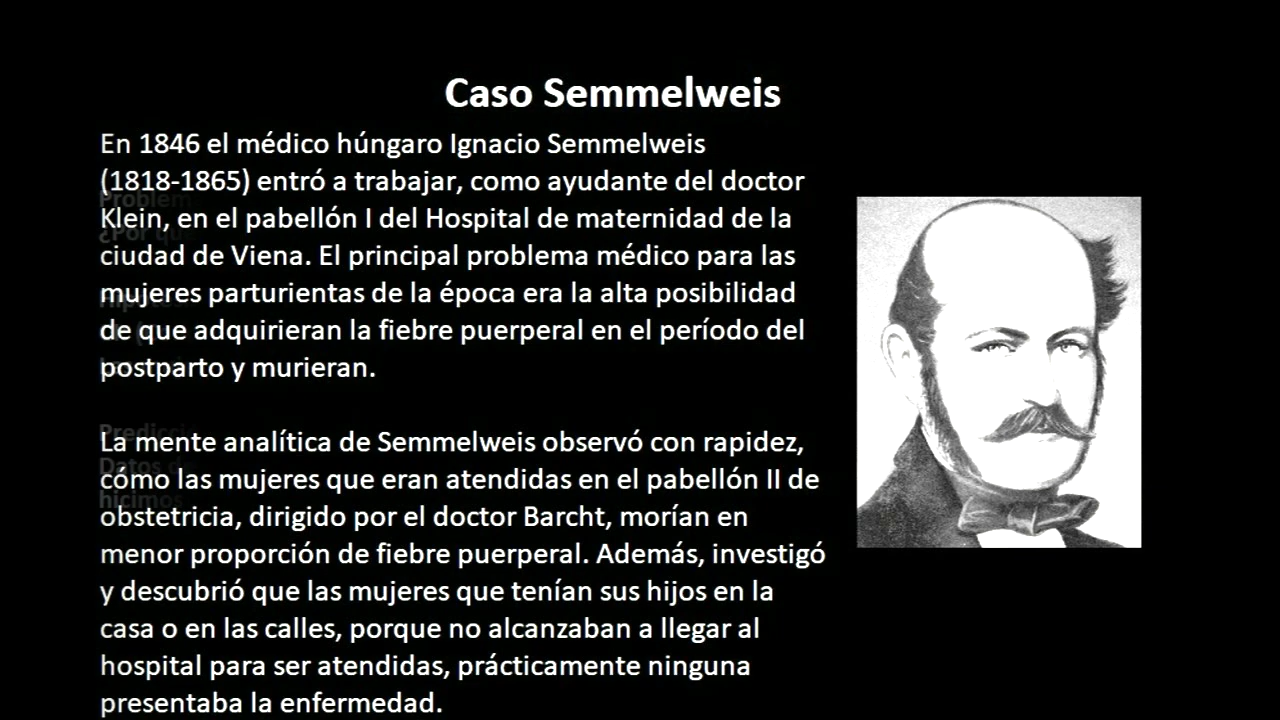 Caso Semmelweis
En 1846 el médico húngaro Ignacio Semmelweis
(1818-1865) entró a trabajar, como ayudante del doctor
Klein, en el pabellón I del Hospital de maternidad de la
ciudad de Viena. El principal problema médico para las
mujeres parturientas de la época era la alta posibilidad
de que adquirieran la fiebre puerperal en el período del
postparto y murieran.
La mente analítica de Semmelweis observó con rapidez,
cómo las mujeres que eran atendidas en el pabellón II de
obstetricia, dirigido por el doctor Barcht, morían en
menor proporción de fiebre puerperal. Además, investigó
y descubrió que las mujeres que tenían sus hijos en la
casa o en las calles, porque no alcanzaban a llegar al
hospital para ser atendidas, prácticamente ninguna
presentaba la enfermedad.